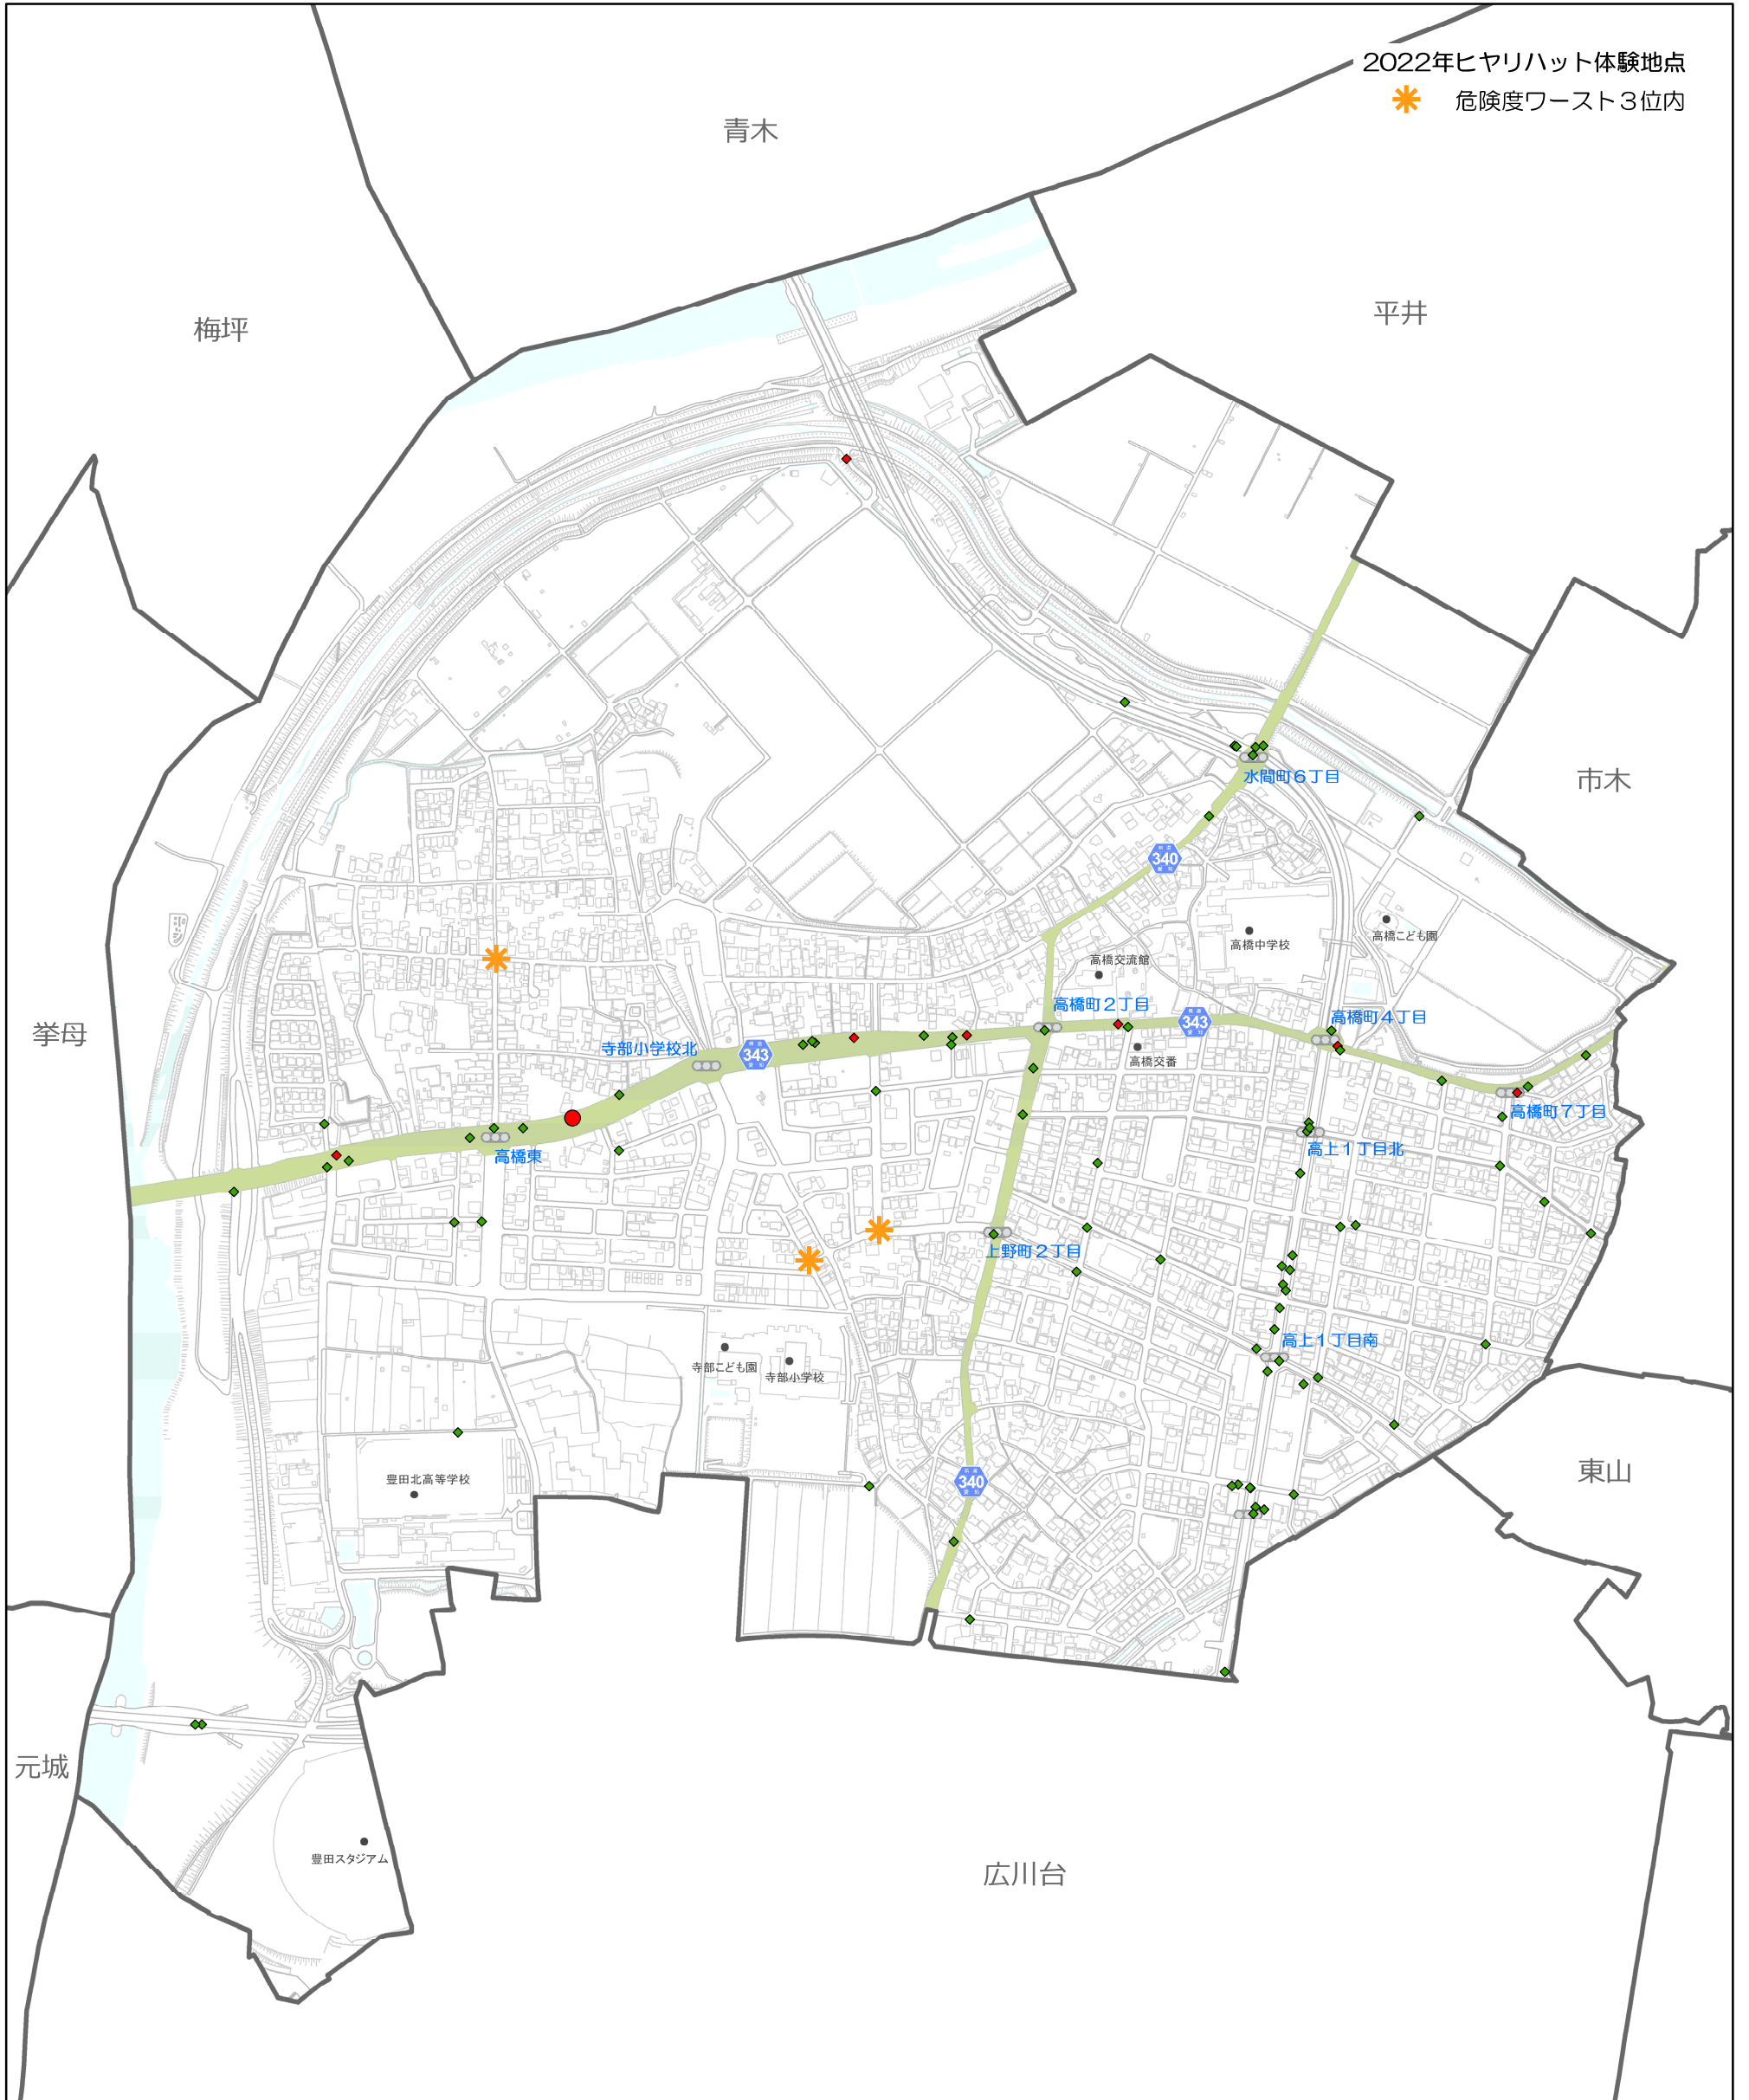 2022年ヒヤリハット体験地点
危険度ワースト3位内
青木
平井
梅坪
水間町6丁目
市木
340
高橋中学校
高橋こども園
高橋交流館
高橋町2丁目
343
高橋町4丁目
挙母
寺部小学校北
343
高橋交番
高橋町7丁目
高橋東
高上1丁目北
上野町2丁目
高上1丁目南
寺部こども園
寺部小学校
豊田北高等学校
340
東山
元城
豊田スタジアム
広川台